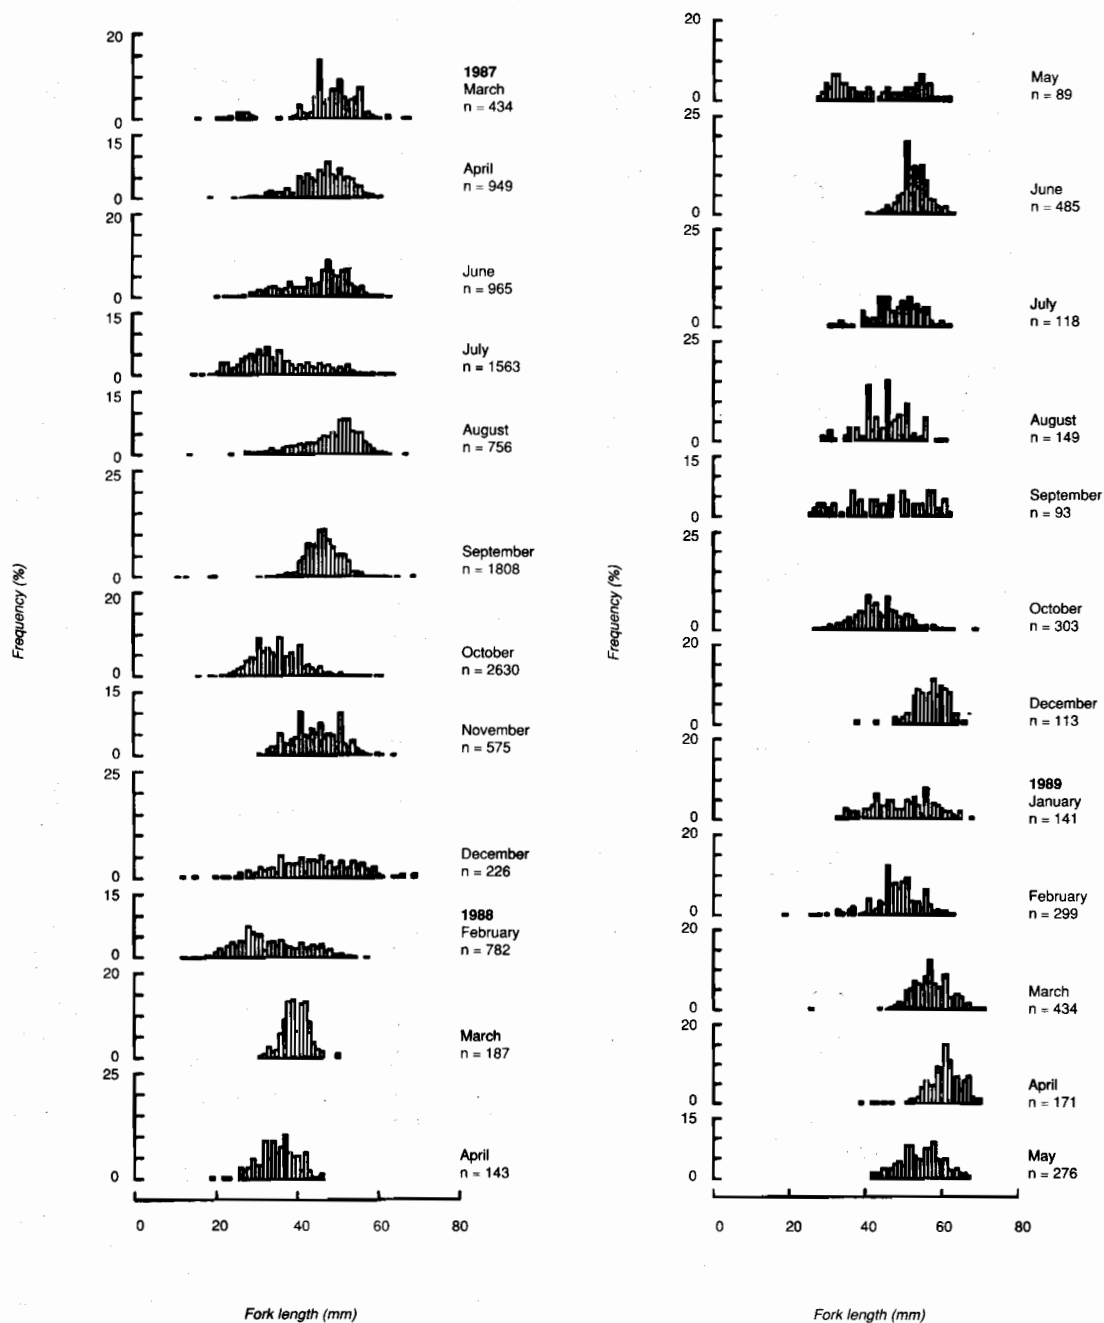 20
0
1987
March
n = 434
15
0
April
n = 949
20
0
June
n = 965
15
0
July
n = 1563
15
0
August
n = 756
25
0
September
n = 1808
20
0
October
n = 2630
15
0
November
n = 575
25
0
December
n = 226
15
0
1988
February
n = 782
20
0
March
n = 187
25
0
April
n = 143
0 20 40 60 80
Frequency (%)
Fork length (mm)
20
0
May
n = 89
25
0
June
n = 485
25
0
July
n = 118
25
0
August
n = 149
15
0
September
n = 93
25
0
October
n = 303
20
0
December
n = 113
20
0
1989
January
n = 141
20
0
February
n = 299
20
0
March
n = 434
20
0
April
n = 171
15
0
May
n = 276
0 20 40 60 80
Frequency (%)
Fork length (mm)